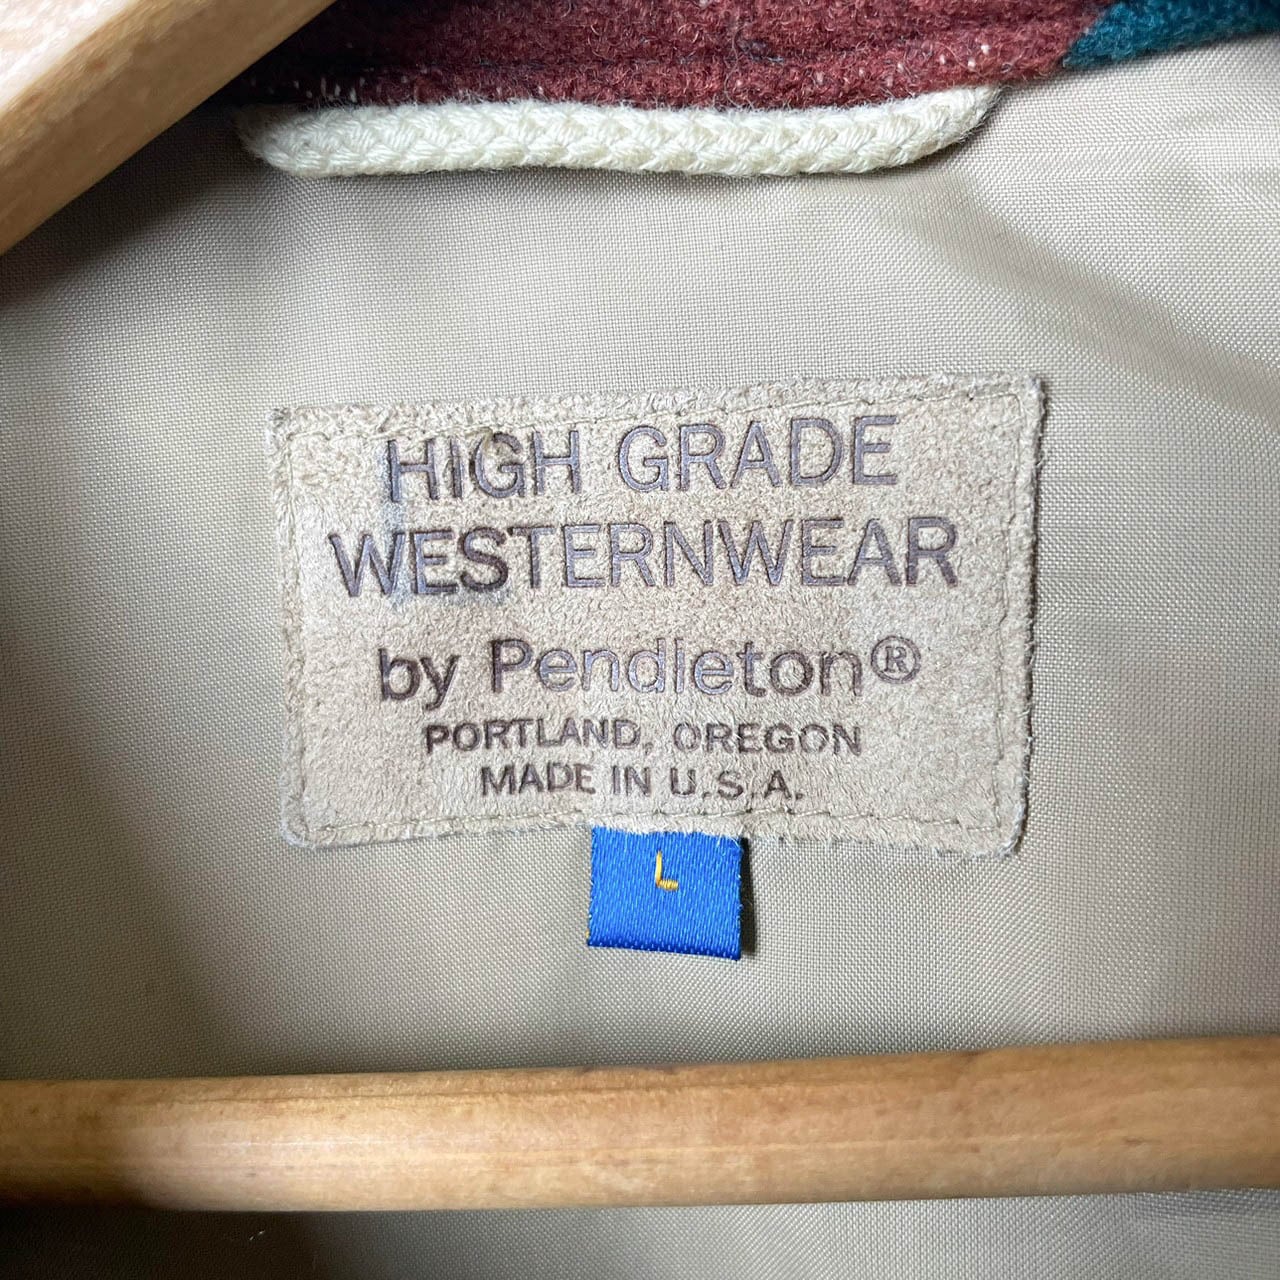 HIGH GRADE
WESTERNWEAR
by Pendleton®
PORTLAND, OREGON
MADE IN U.S.A.
L